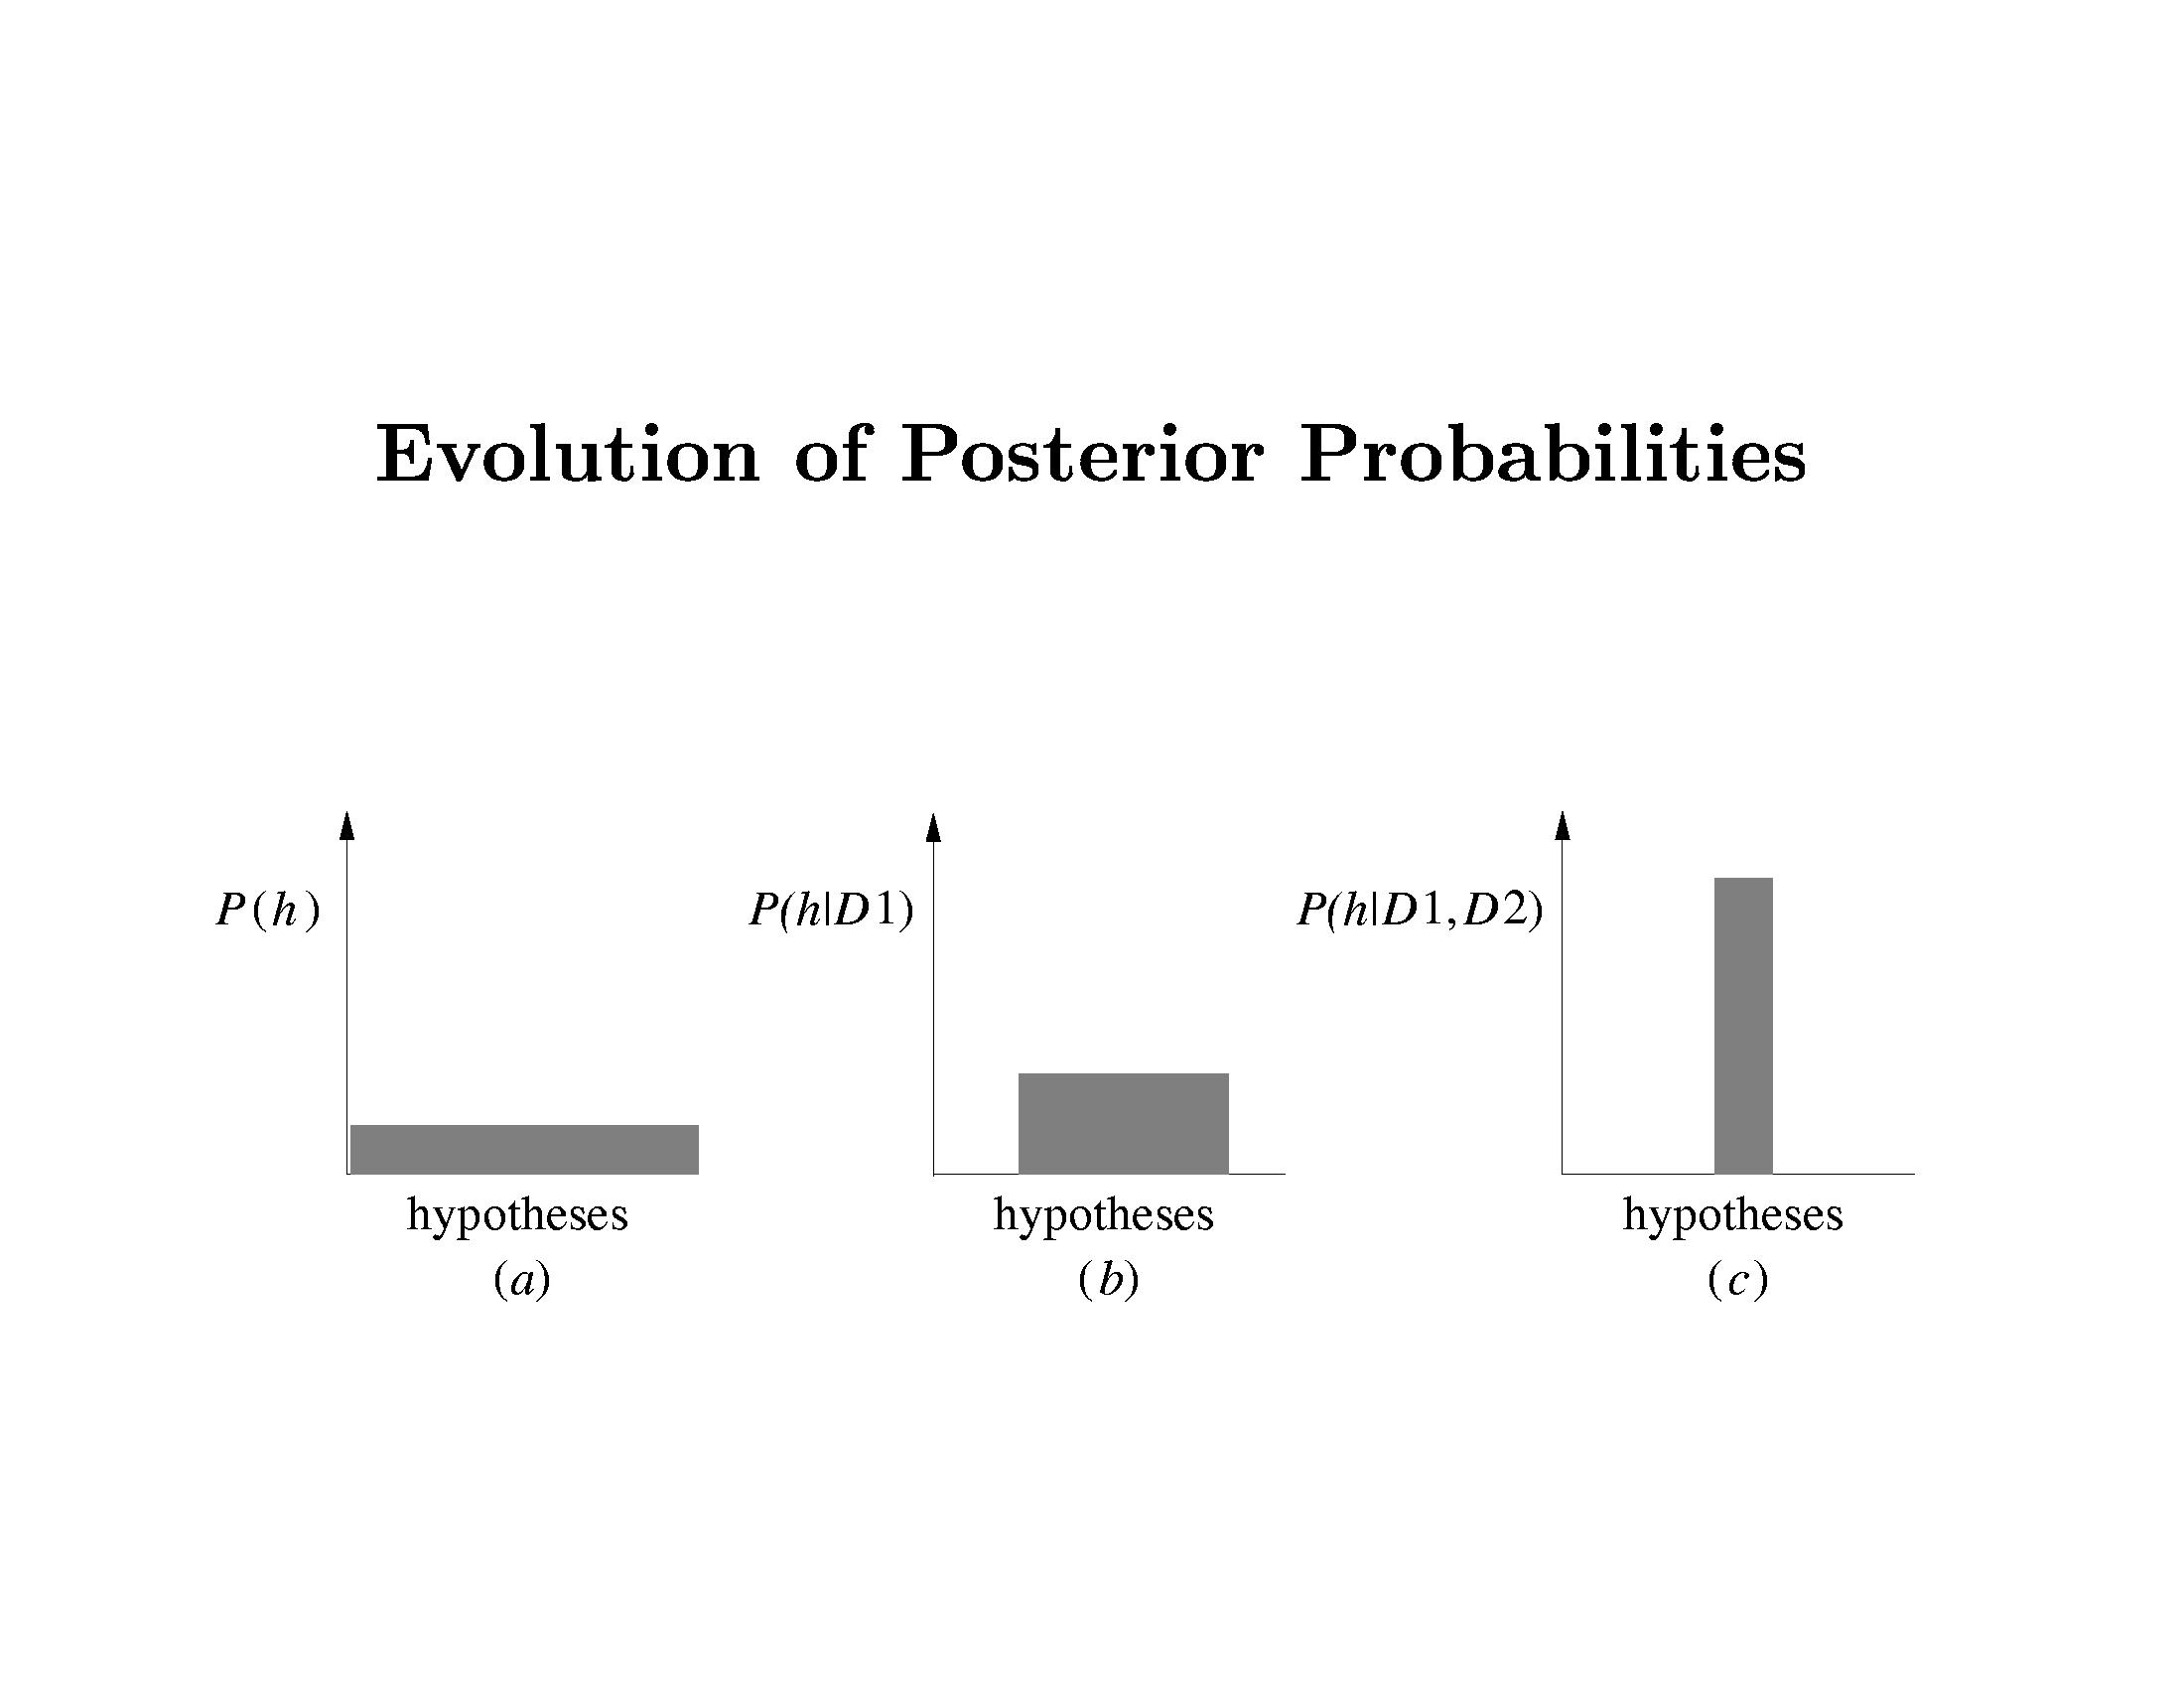 Evolution of Posterior Probabilities
P(h) P(h|D1) P(h|D1,D2)
hypotheses hypotheses hypotheses
(a) (b) (c)